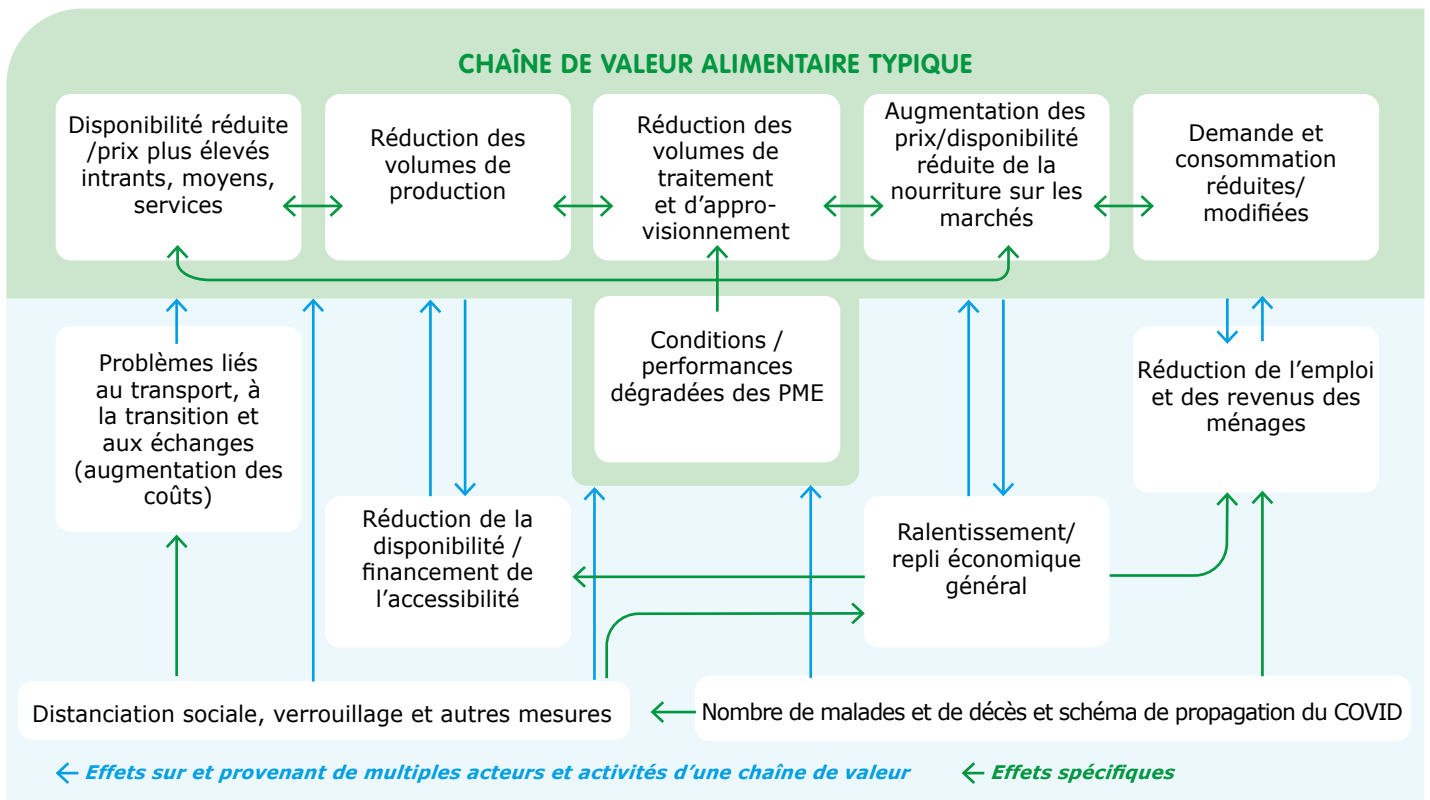 CHAÎNE DE VALEUR ALIMENTAIRE TYPIQUE
Disponibilité réduite
/prix plus élevés
intrants, moyens,
services
Réduction des
volumes de
production
Réduction des
volumes de
traitement
et d’appro-
visionnement
Augmentation des
prix/disponibilité
réduite de la
nourriture sur les
marchés
Demande et
consommation
réduites/
modifiées
Problèmes liés
au transport, à
la transition et
aux échanges
(augmentation des
coûts)
Conditions /
performances
dégradées des PME
Réduction de l’emploi
et des revenus des
ménages
Réduction de la
disponibilité /
financement de
l’accessibilité
Ralentissement/
repli économique
général
Distanciation sociale, verrouillage et autres mesures
Nombre de malades et de décès et schéma de propagation du COVID
Effets sur et provenant de multiples acteurs et activités d’une chaîne de valeur
Effets spécifiques